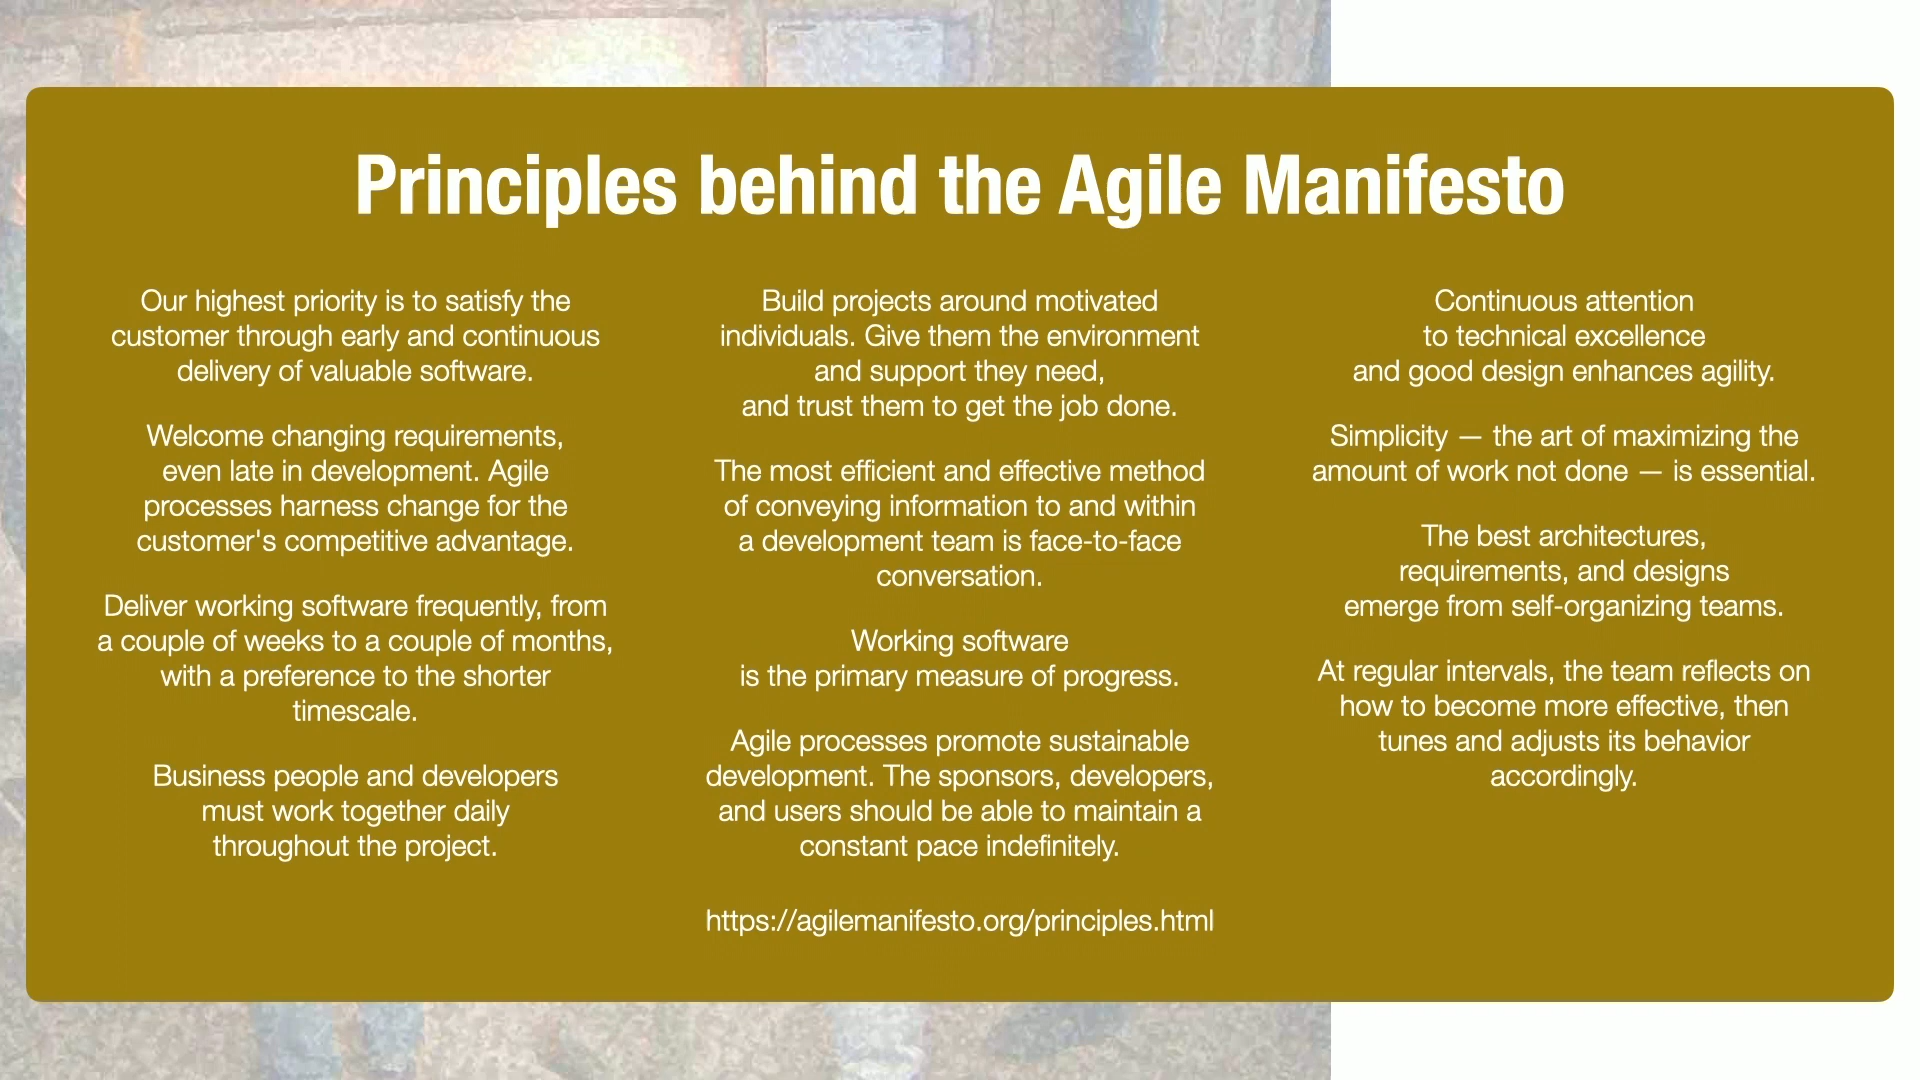 Principles behind the Agile Manifesto
Our highest priority is to satisfy the
customer through early and continuous
delivery of valuable software.
Welcome changing requirements,
even late in development. Agile
processes harness change for the
customer's competitive advantage.
Deliver working software frequently, from
a couple of weeks to a couple of months,
with a preference to the shorter
timescale.
Business people and developers
must work together daily
throughout the project.
Build projects around motivated
individuals. Give them the environment
and support they need,
and trust them to get the job done.
The most efficient and effective method
of conveying information to and within
a development team is face-to-face
conversation.
Working software
is the primary measure of progress.
Agile processes promote sustainable
development. The sponsors, developers,
and users should be able to maintain a
constant pace indefinitely.
Continuous attention
to technical excellence
and good design enhances agility.
Simplicity — the art of maximizing the
amount of work not done — is essential.
The best architectures,
requirements, and designs
emerge from self-organizing teams.
At regular intervals, the team reflects on
how to become more effective, then
tunes and adjusts its behavior
accordingly.
https://agilemanifesto.org/principles.html